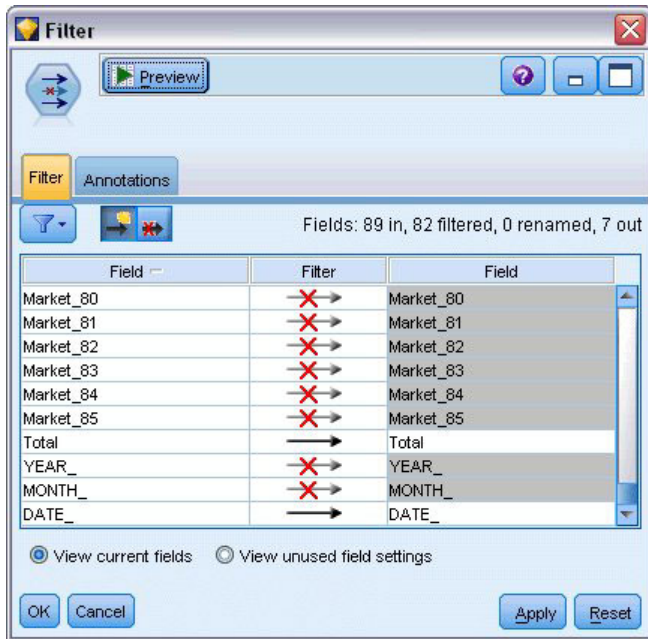 Filter
Preview
Filter Annotations
Fields: 89 in, 82 filtered, 0 renamed, 7 out
Field Filter Field
Market_80 Market_80
Market_81 Market_81
Market_82 Market_82
Market_83 Market_83
Market_84 Market_84
Market_85 Market_85
Total Total
YEAR_ YEAR_
MONTH_ MONTH_
DATE_ DATE_
View current fields View unused field settings
OK Cancel Apply Reset